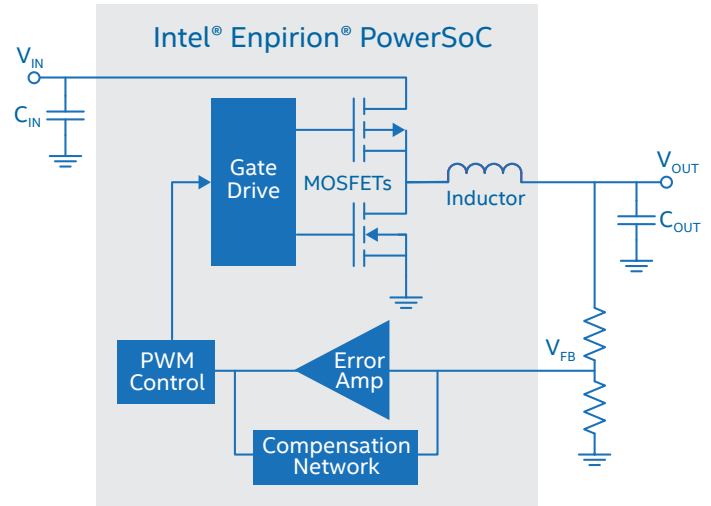 Intel® Enpirion® PowerSoC
VIN
CIN
Gate
Drive
MOSFETs
Inductor
VOUT
COUT
PWM
Control
Error
Amp
VFB
Compensation
Network